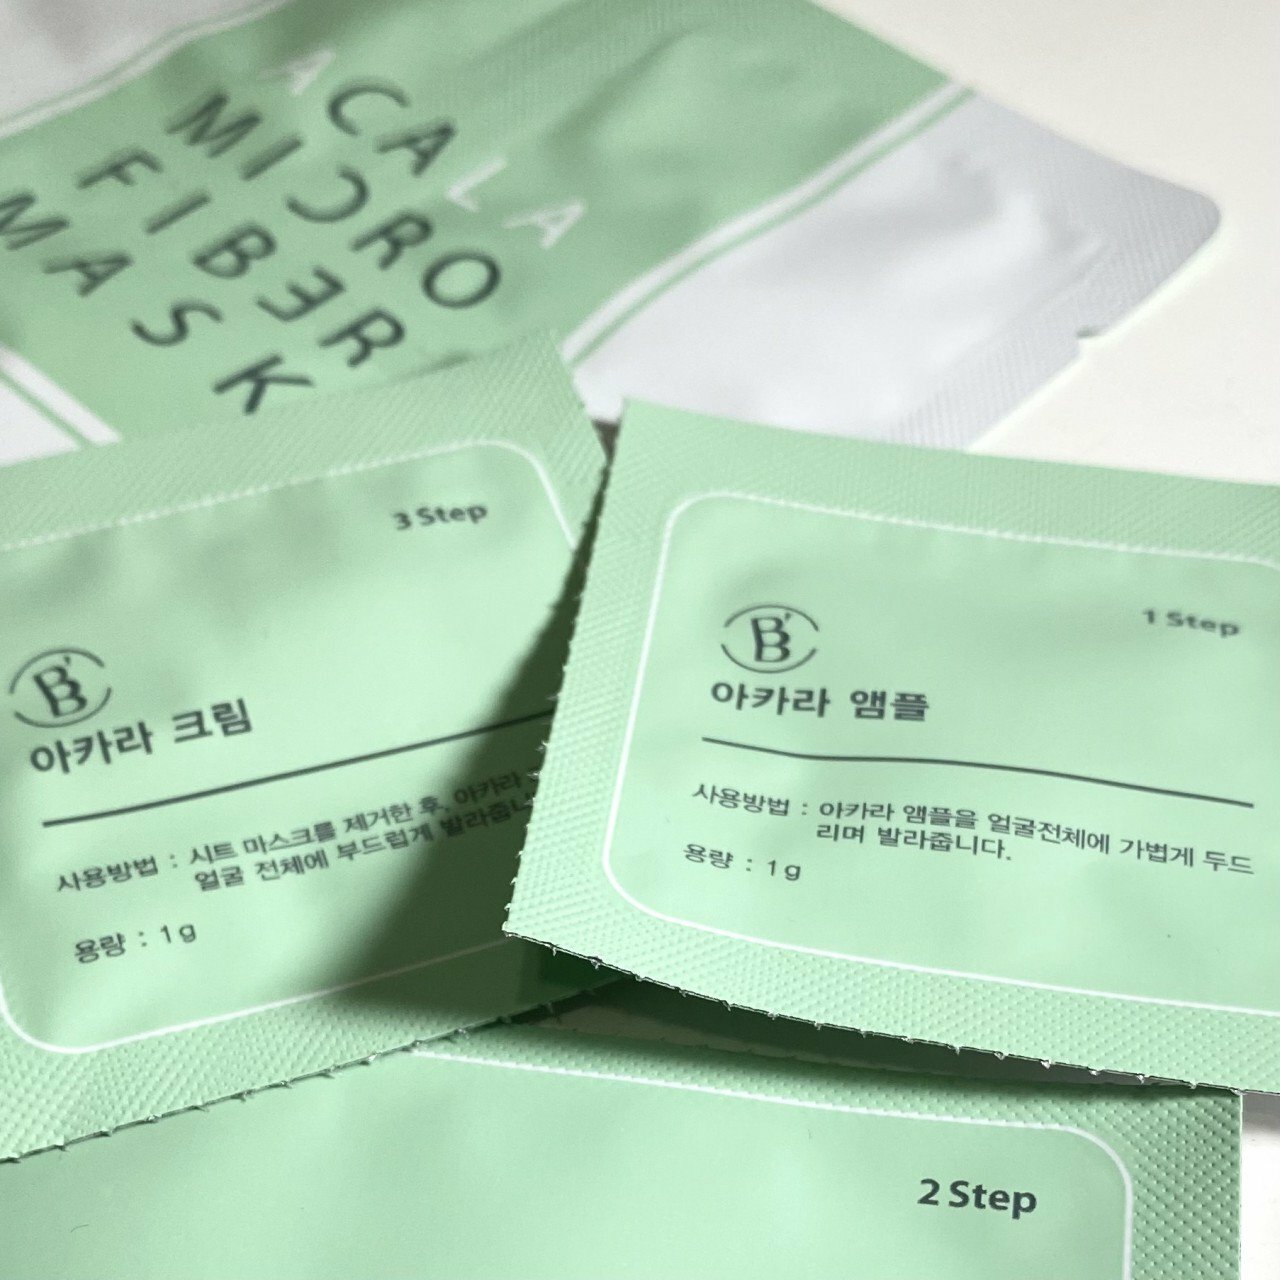 ACALA
MICRO
FIBER
MASK
3 Step
B'B
아카라 크림
사용방법 : 시트 마스크를 제거한 후, 아카라
얼굴 전체에 부드럽게 발라줍니
용량 : 1g
1 Step
B'B
아카라 앰플
사용방법 : 아카라 앰플을 얼굴전체에 가볍게 두드
리며 발라줍니다.
용량 : 1g
2 Step